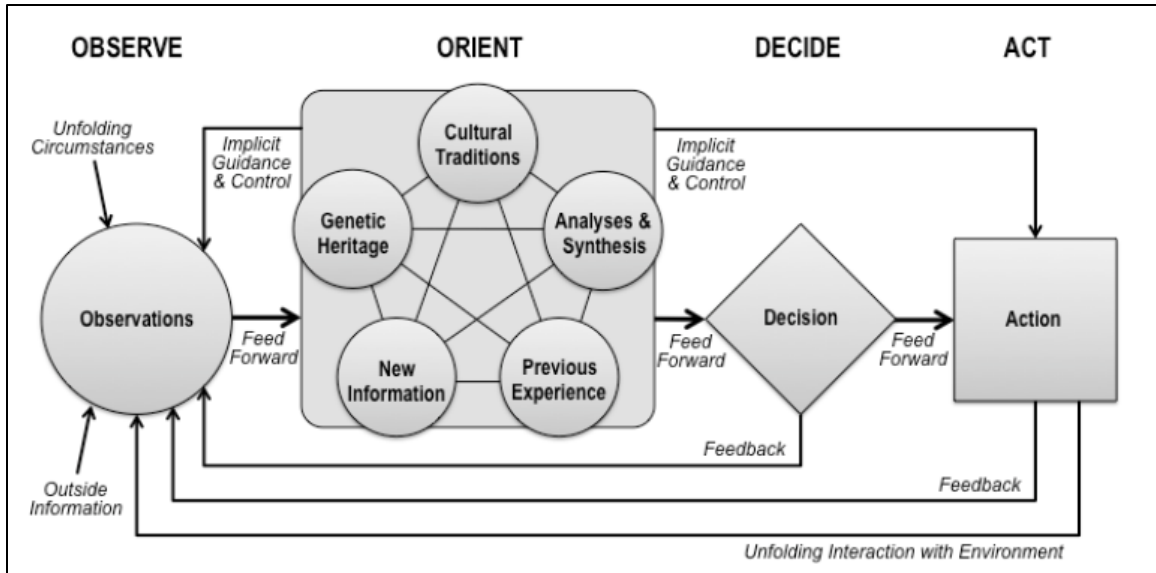 OBSERVE
ORIENT
DECIDE
ACT
Unfolding
Circumstances
Implicit
Guidance
& Control
Cultural
Traditions
Implicit
Guidance
& Control
Genetic
Heritage
Analyses &
Synthesis
Observations
Feed
Forward
New
Information
Previous
Experience
Feed
Forward
Decision
Feed
Forward
Action
Feedback
Outside
Information
Feedback
Unfolding Interaction with Environment